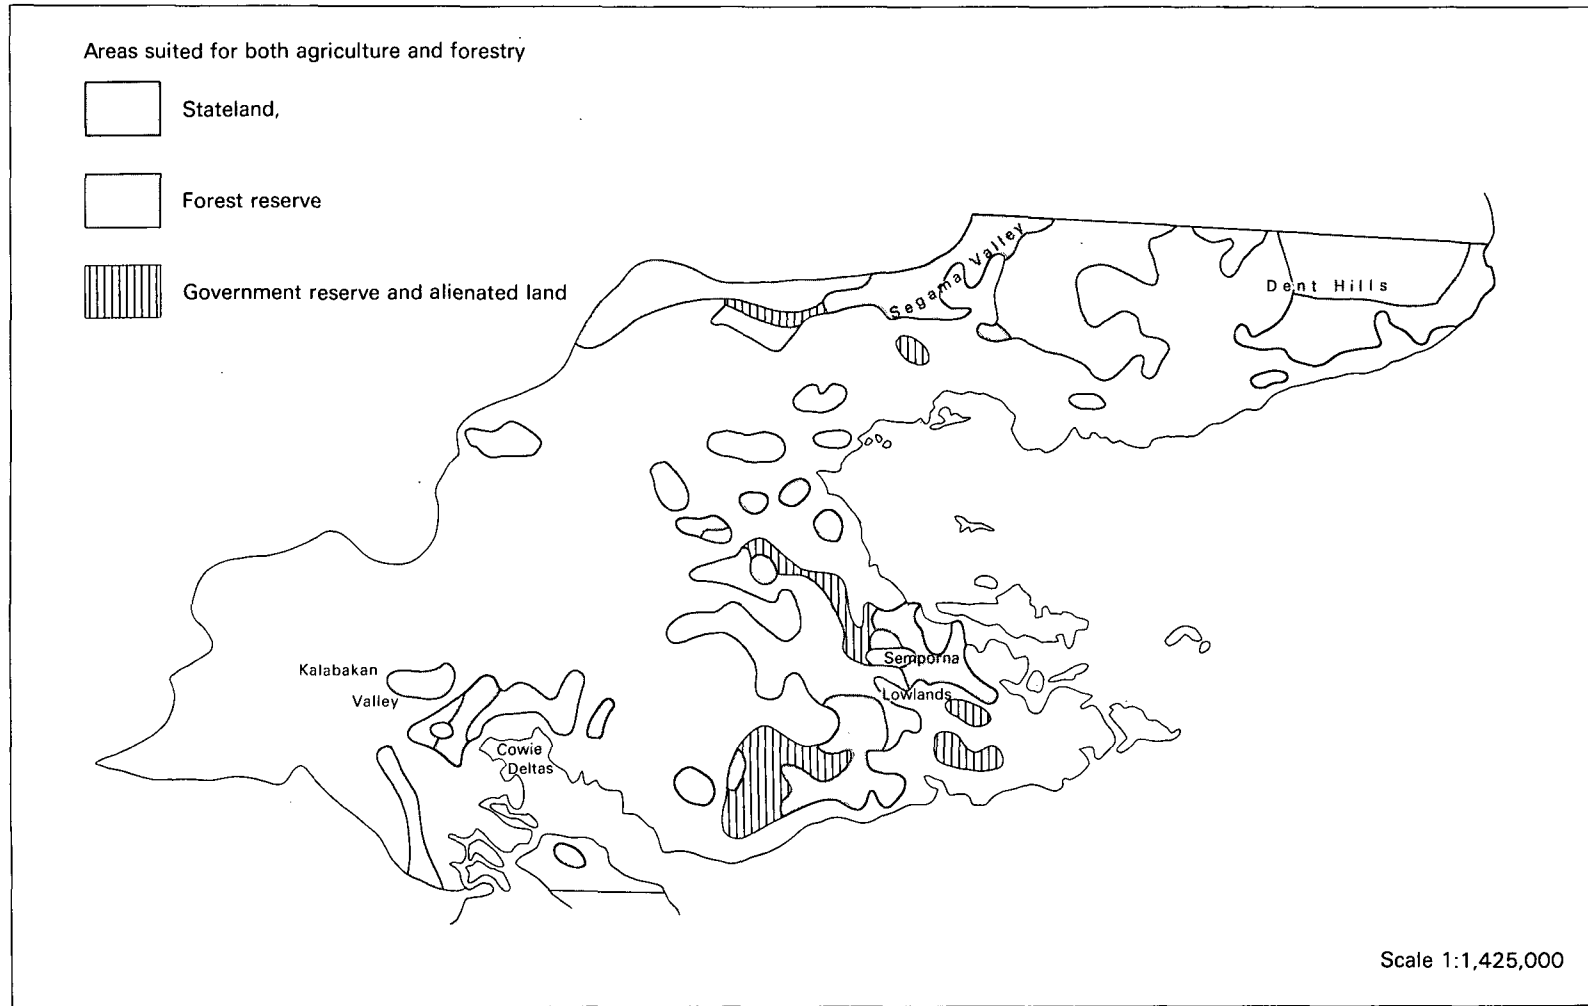 Areas suited for both agriculture and forestry
Stateland,
Forest reserve
Government reserve and alienated land
Segama Valley
Dent Hills
Kalabakan
Valley
Semporna
Lowlands
Cowie
Deltas
Scale 1:1,425,000